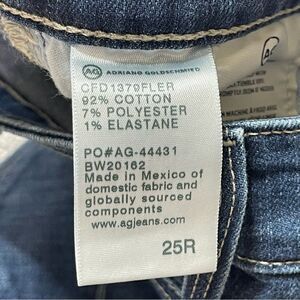 AG
ADRIANO GOLDSCHMIED
CFD1379FLER
92% COTTON
7% POLYESTER
1% ELASTANE
PO#AG-44431
BW20162
Made in Mexico of
domestic fabric and
globally sourced
components
www.agjeans.com
25R